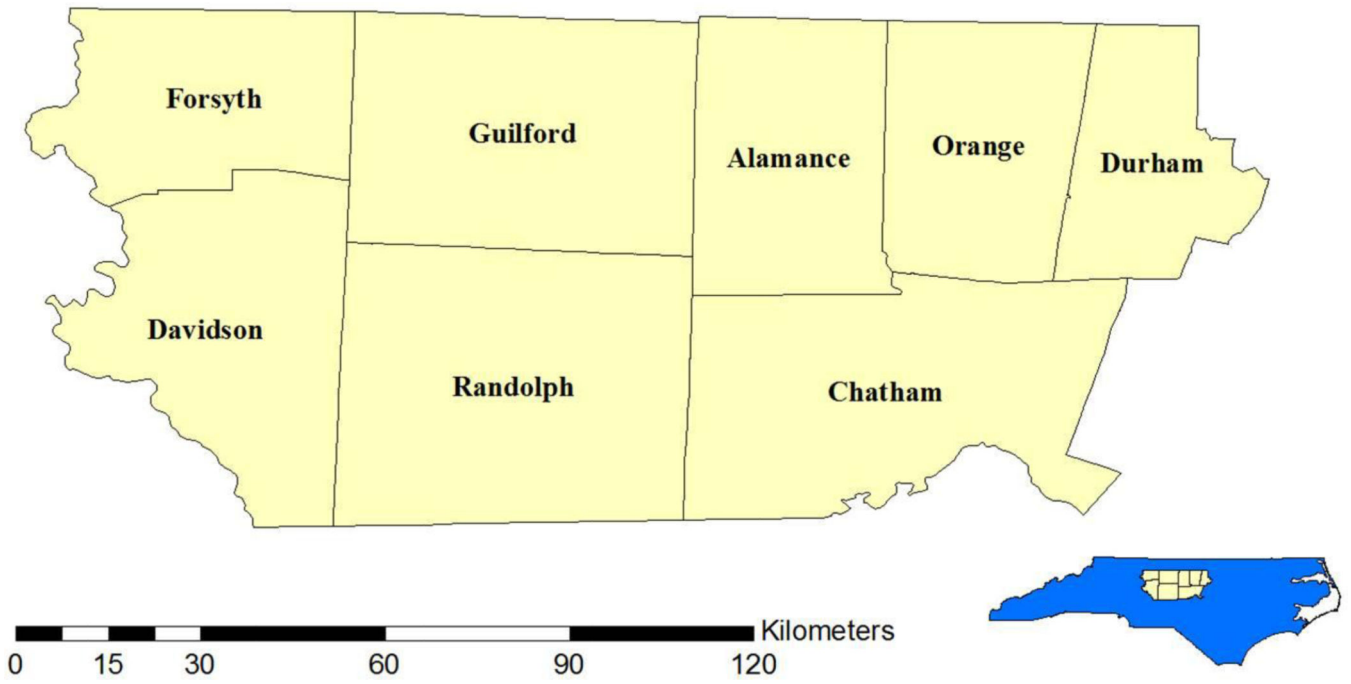 Forsyth
Guilford
Alamance
Orange
Durham
Davidson
Randolph
Chatham
Kilometers
0 15 30 60 90 120